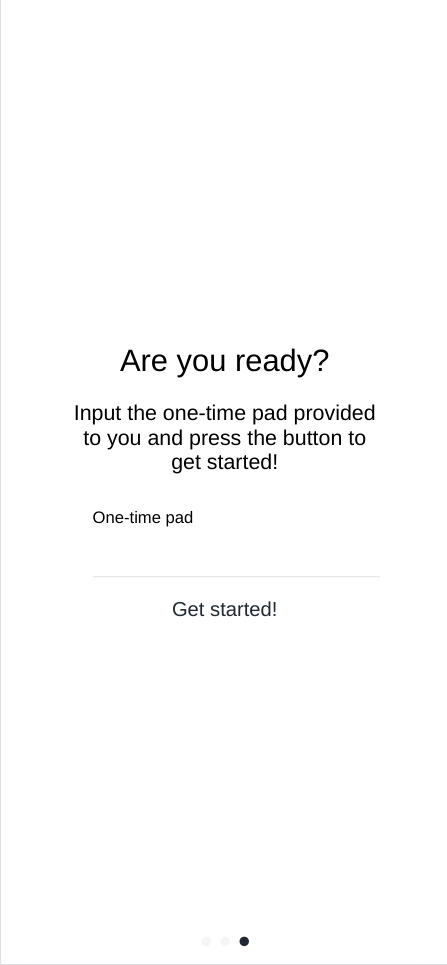 Are you ready?
Input the one-time pad provided
to you and press the button to
get started!
One-time pad
Get started!